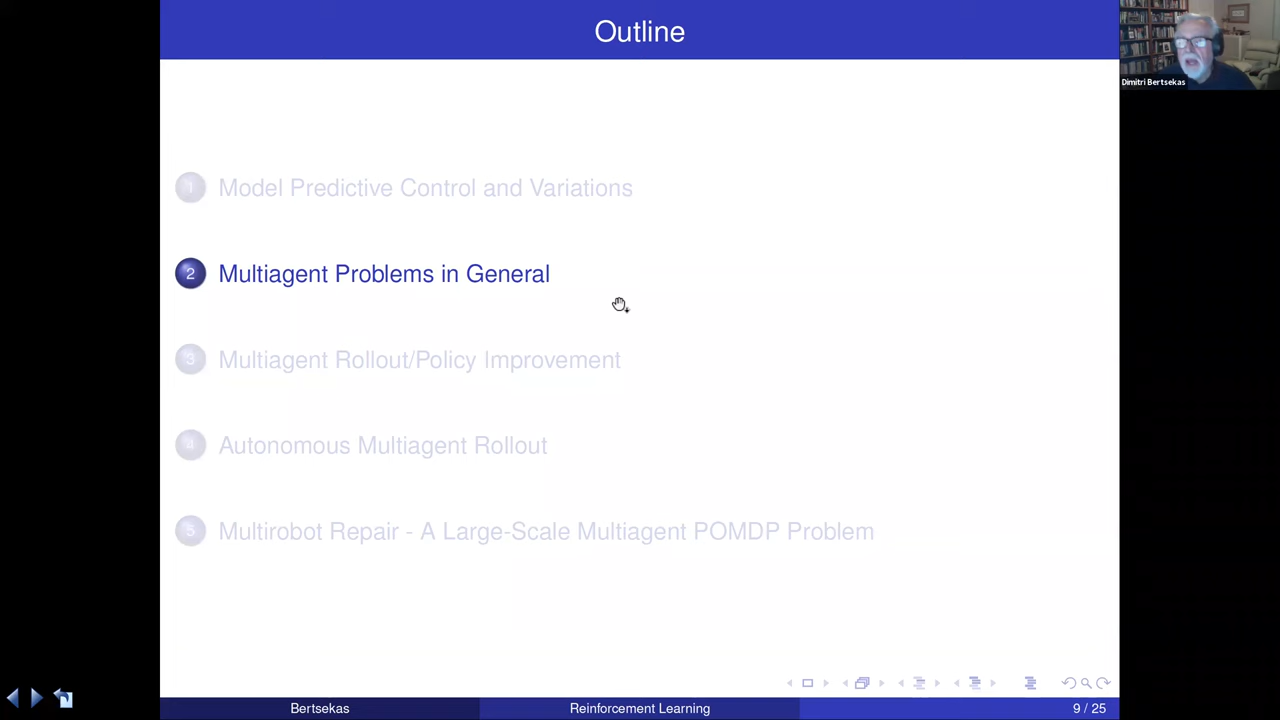 Outline
Dimitri Bertsekas
1 Model Predictive Control and Variations
2 Multiagent Problems in General
3 Multiagent Rollout/Policy Improvement
4 Autonomous Multiagent Rollout
5 Multirobot Repair - A Large-Scale Multiagent POMDP Problem
Bertsekas Reinforcement Learning 9 / 25